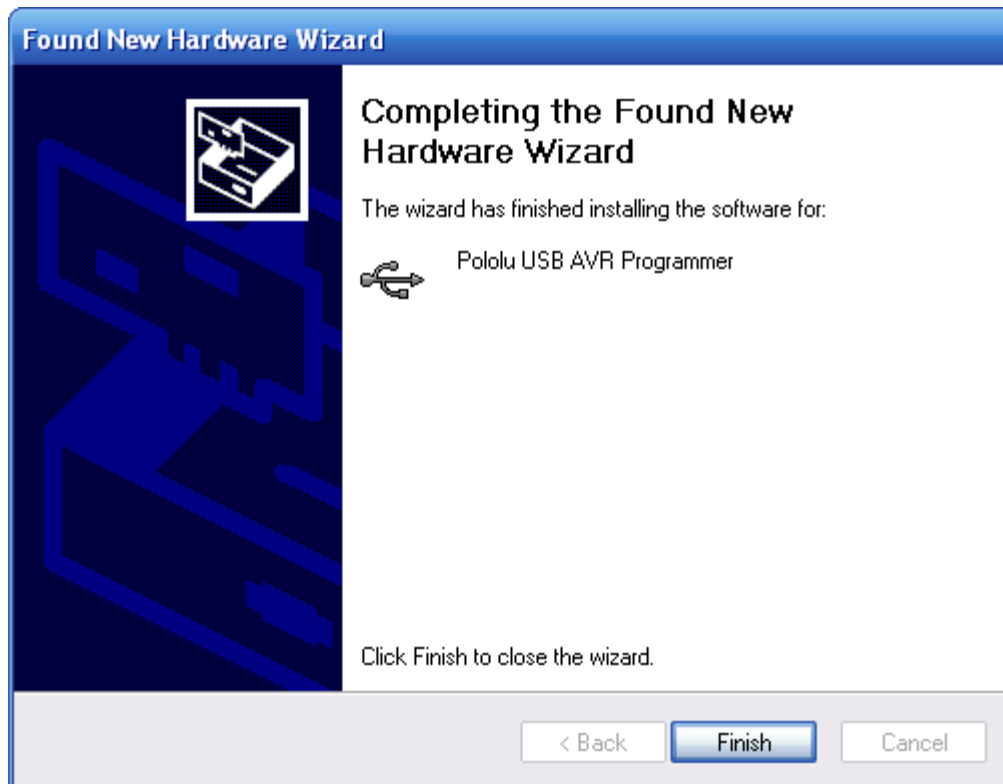 Found New Hardware Wizard
Completing the Found New
Hardware Wizard
The wizard has finished installing the software for:
Pololu USB AVR Programmer
Click Finish to close the wizard.
< Back Finish Cancel